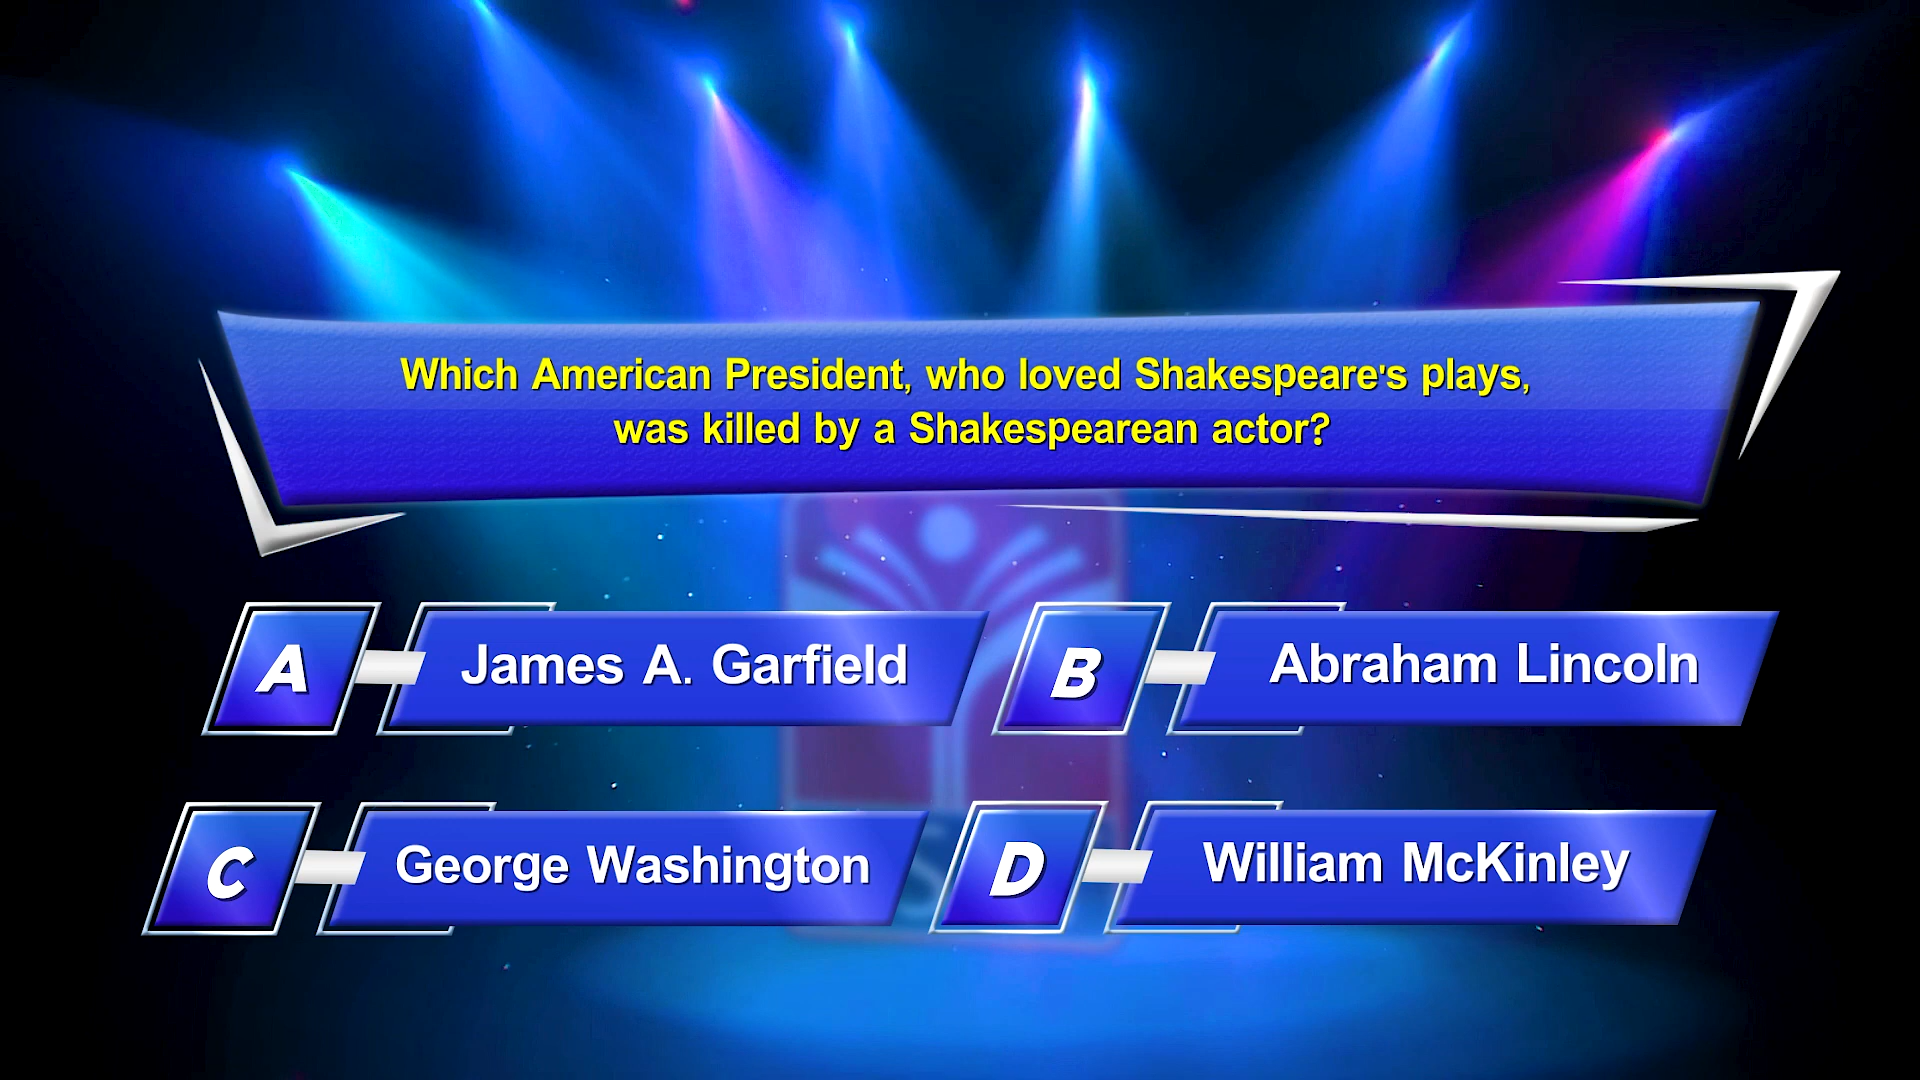 Which American President, who loved Shakespeare's plays,
was killed by a Shakespearean actor?
A James A. Garfield
B Abraham Lincoln
C George Washington
D William McKinley